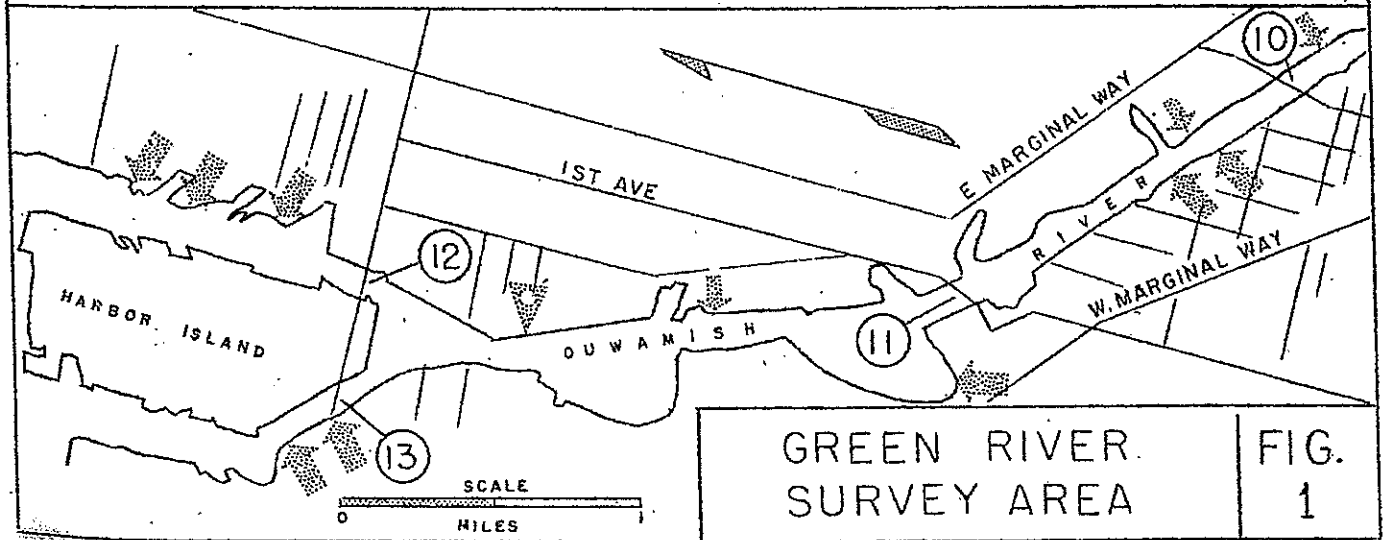 10
E MARGINAL WAY
1ST AVE
RIVER
12
W. MARGINAL WAY
HARBOR ISLAND
DUWAMISH
11
13
GREEN RIVER
SURVEY AREA
FIG.
1
SCALE
0 1
MILES